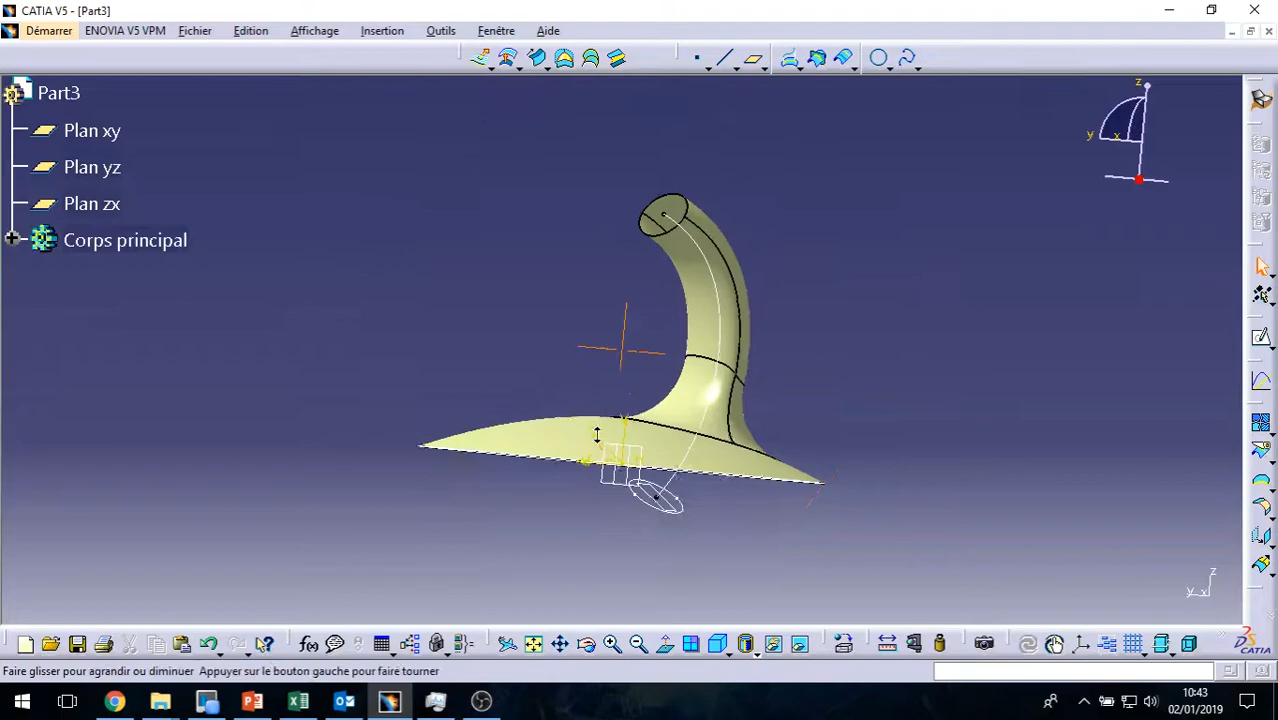 CATIA V5 - [Part3]
Démarrer ENOVIA V5 VPM Fichier Edition Affichage Insertion Outils Fenêtre Aide
Part3
Plan xy
Plan yz
Plan zx
Corps principal
z
y x
z
y x
f(x)
CATIA
Faire glisser pour agrandir ou diminuer Appuyer sur le bouton gauche pour faire tourner
10:43
02/01/2019